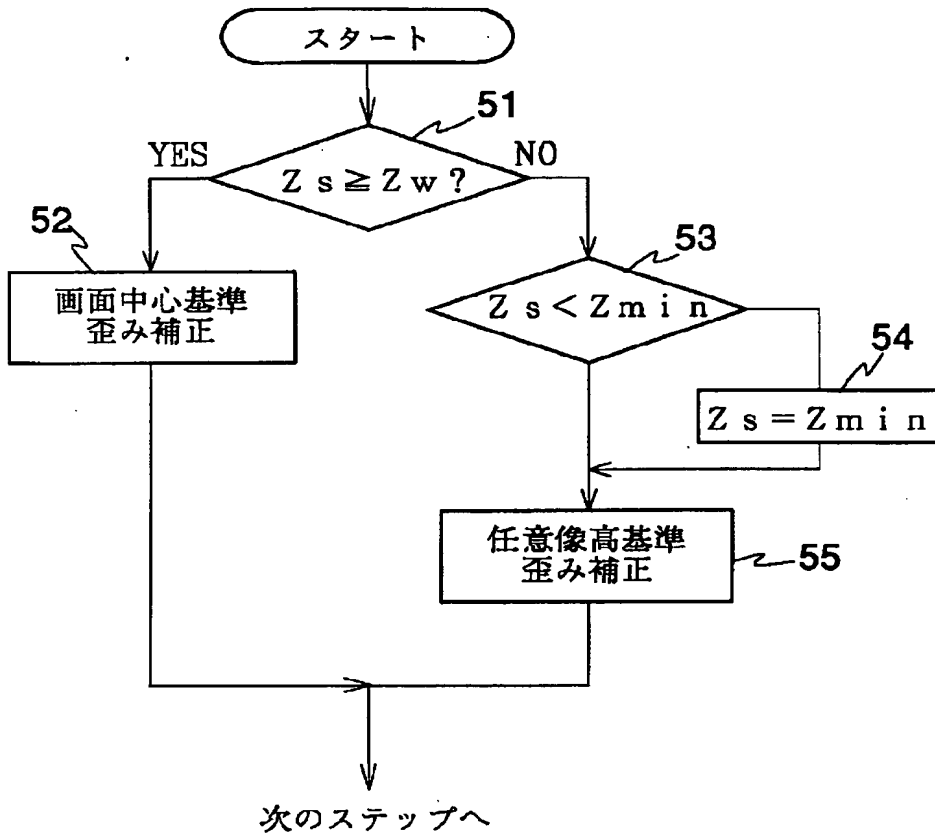 スタート
51
YES
NO
Zs≧Zw?
52
53
画面中心基準
歪み補正
Zs<Zmin
54
Zs=Zmin
任意像高基準
歪み補正
55
次のステップへ